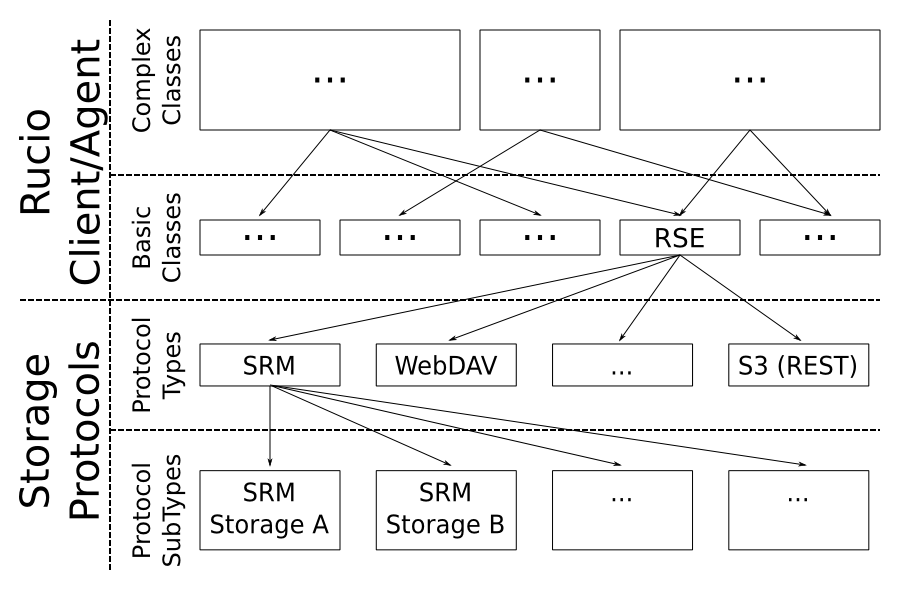 Rucio
Client/Agent
Complex
Classes
...
...
...
Basic
Classes
...
...
...
RSE
...
Storage
Protocols
Protocol
Types
SRM
WebDAV
...
S3 (REST)
Protocol
SubTypes
SRM
Storage A
SRM
Storage B
...
...